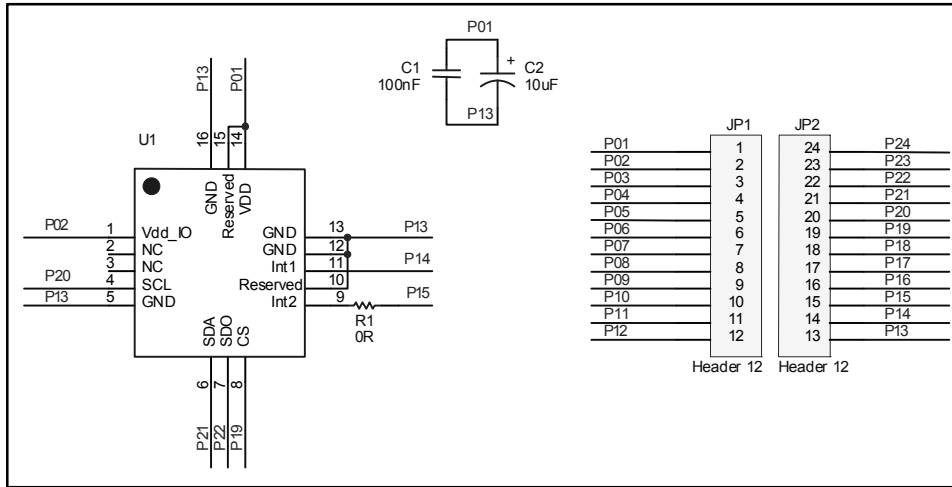 P01
+
C1
100nF
C2
10uF
P13
P13
P01
16
15
14
U1
GND
Reserved
VDD
P02
1
Vdd_IO
2
NC
3
NC
P20
4
SCL
P13
5
GND
GND
13
P13
GND
12
Int1
11
P14
Reserved
10
Int2
9
P15
R1
0R
SDA
SDO
CS
6
7
8
P21
P22
P19
JP1
JP2
P01
1
24
P24
P02
2
23
P23
P03
3
22
P22
P04
4
21
P21
P05
5
20
P20
P06
6
19
P19
P07
7
18
P18
P08
8
17
P17
P09
9
16
P16
P10
10
15
P15
P11
11
14
P14
P12
12
13
P13
Header 12
Header 12